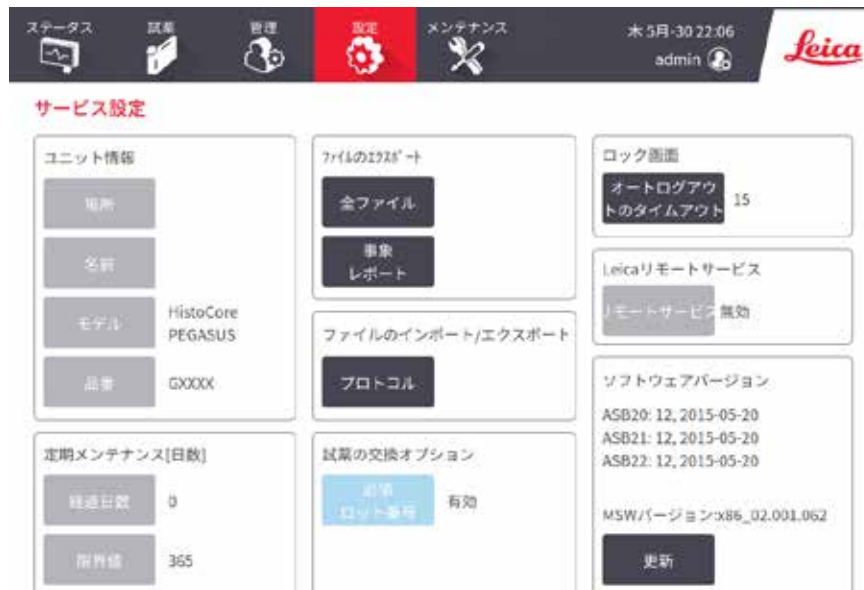 ステータス
試薬
管理
設定
メンテナンス
木 5月-30 22:06
admin
Leica
サービス設定
ユニット情報
場所
名前
モデル
HistoCore
PEGASUS
品番
GXXXX
定期メンテナンス[日数]
経過日数
0
限界値
365
ファイルのエクスポート
全ファイル
事象
レポート
ファイルのインポート/エクスポート
プロトコル
試薬の交換オプション
必須
ロット番号
有効
ロック画面
オートログアウ
トのタイムアウト
15
Leicaリモートサービス
リモートサービス
無効
ソフトウェアバージョン
ASB20: 12, 2015-05-20
ASB21: 12, 2015-05-20
ASB22: 12, 2015-05-20
MSWバージョン:x86_02.001.062
更新